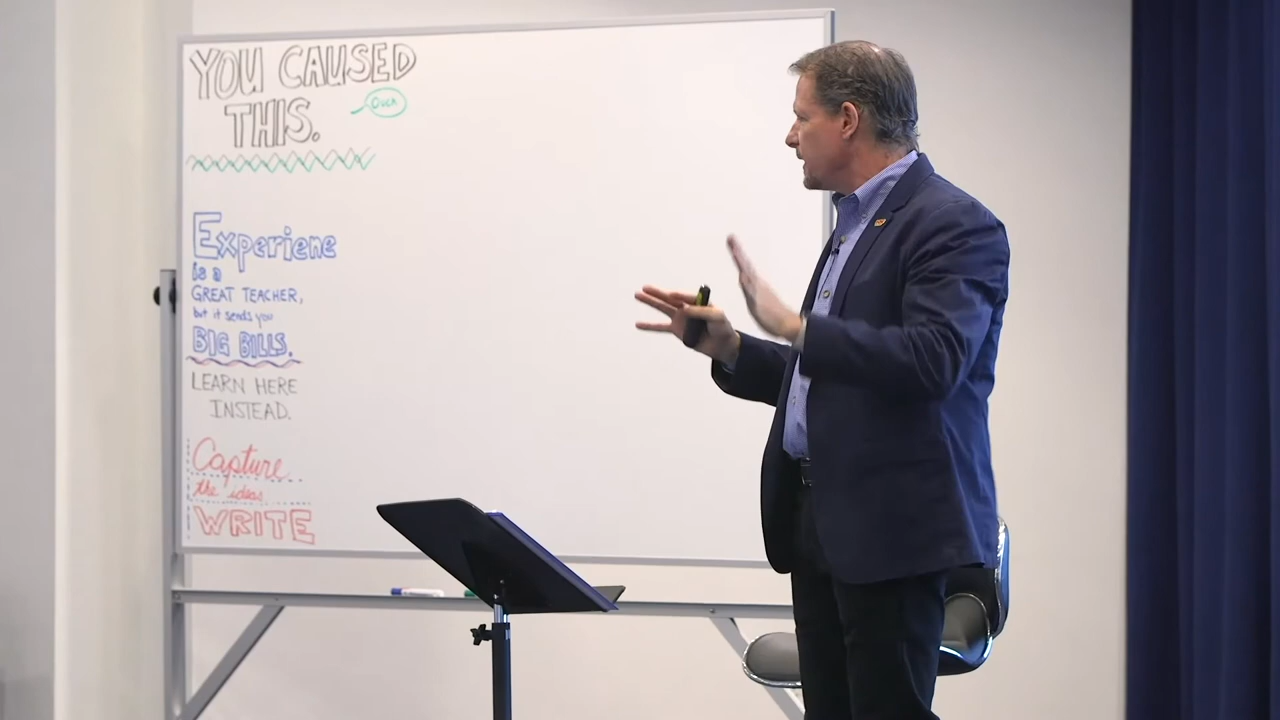 YOU CAUSED
THIS.
Ouch
Experiene
is a
GREAT TEACHER,
but it sends you
BIG BILLS.
LEARN HERE
INSTEAD.
Capture
the ideas
WRITE